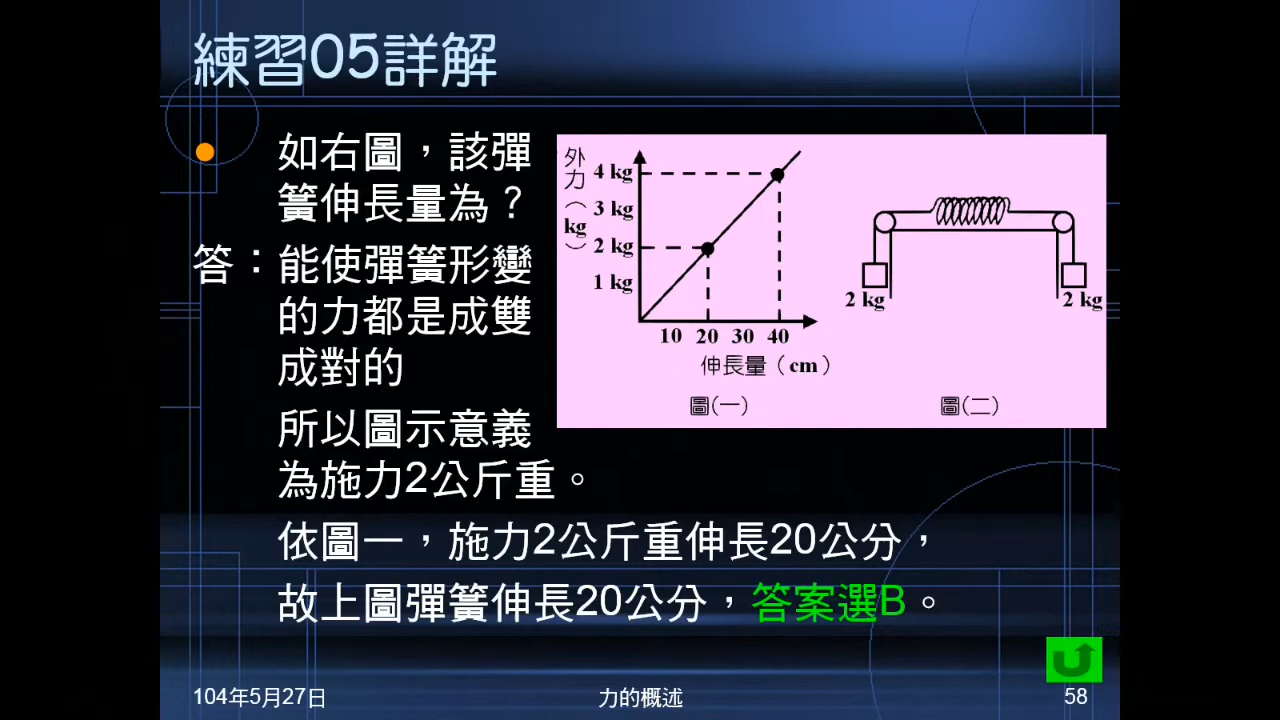 練習05詳解
如右圖，該彈
簧伸長量為？
答：能使彈簧形變
的力都是成雙
成對的
所以圖示意義
為施力2公斤重。
依圖一，施力2公斤重伸長20公分，
故上圖彈簧伸長20公分，答案選B。
外力（kg）
4 kg
3 kg
2 kg
1 kg
10 20 30 40
伸長量（cm）
圖(一)
2 kg 2 kg
圖(二)
104年5月27日
力的概述
58